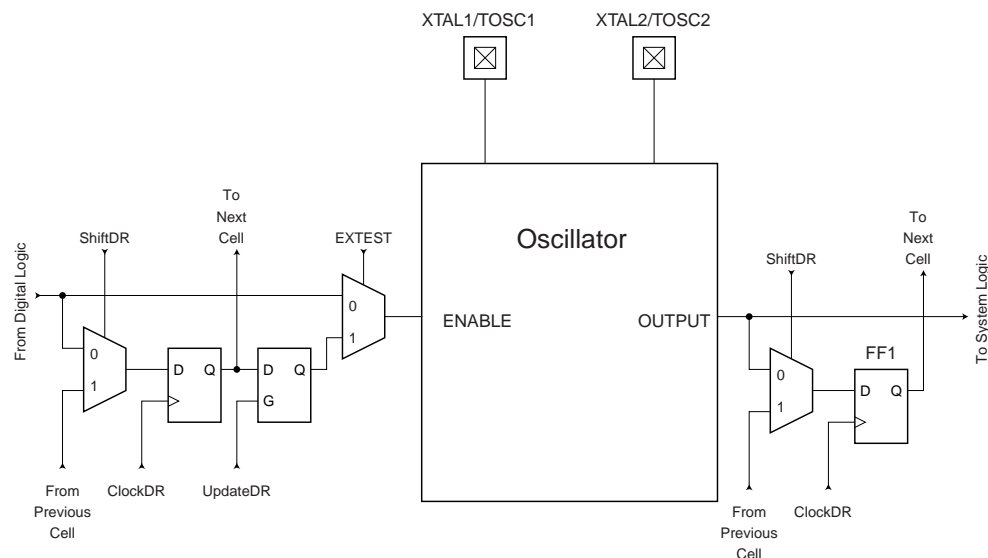 XTAL1/TOSC1
XTAL2/TOSC2
To
Next
Cell
ShiftDR
EXTEST
From Digital Logic
0
1
0
1
D Q
D Q
G
From
Previous
Cell
ClockDR
UpdateDR
Oscillator
ENABLE
OUTPUT
To
Next
Cell
ShiftDR
To System Logic
FF1
0
1
D Q
From
Previous
Cell
ClockDR